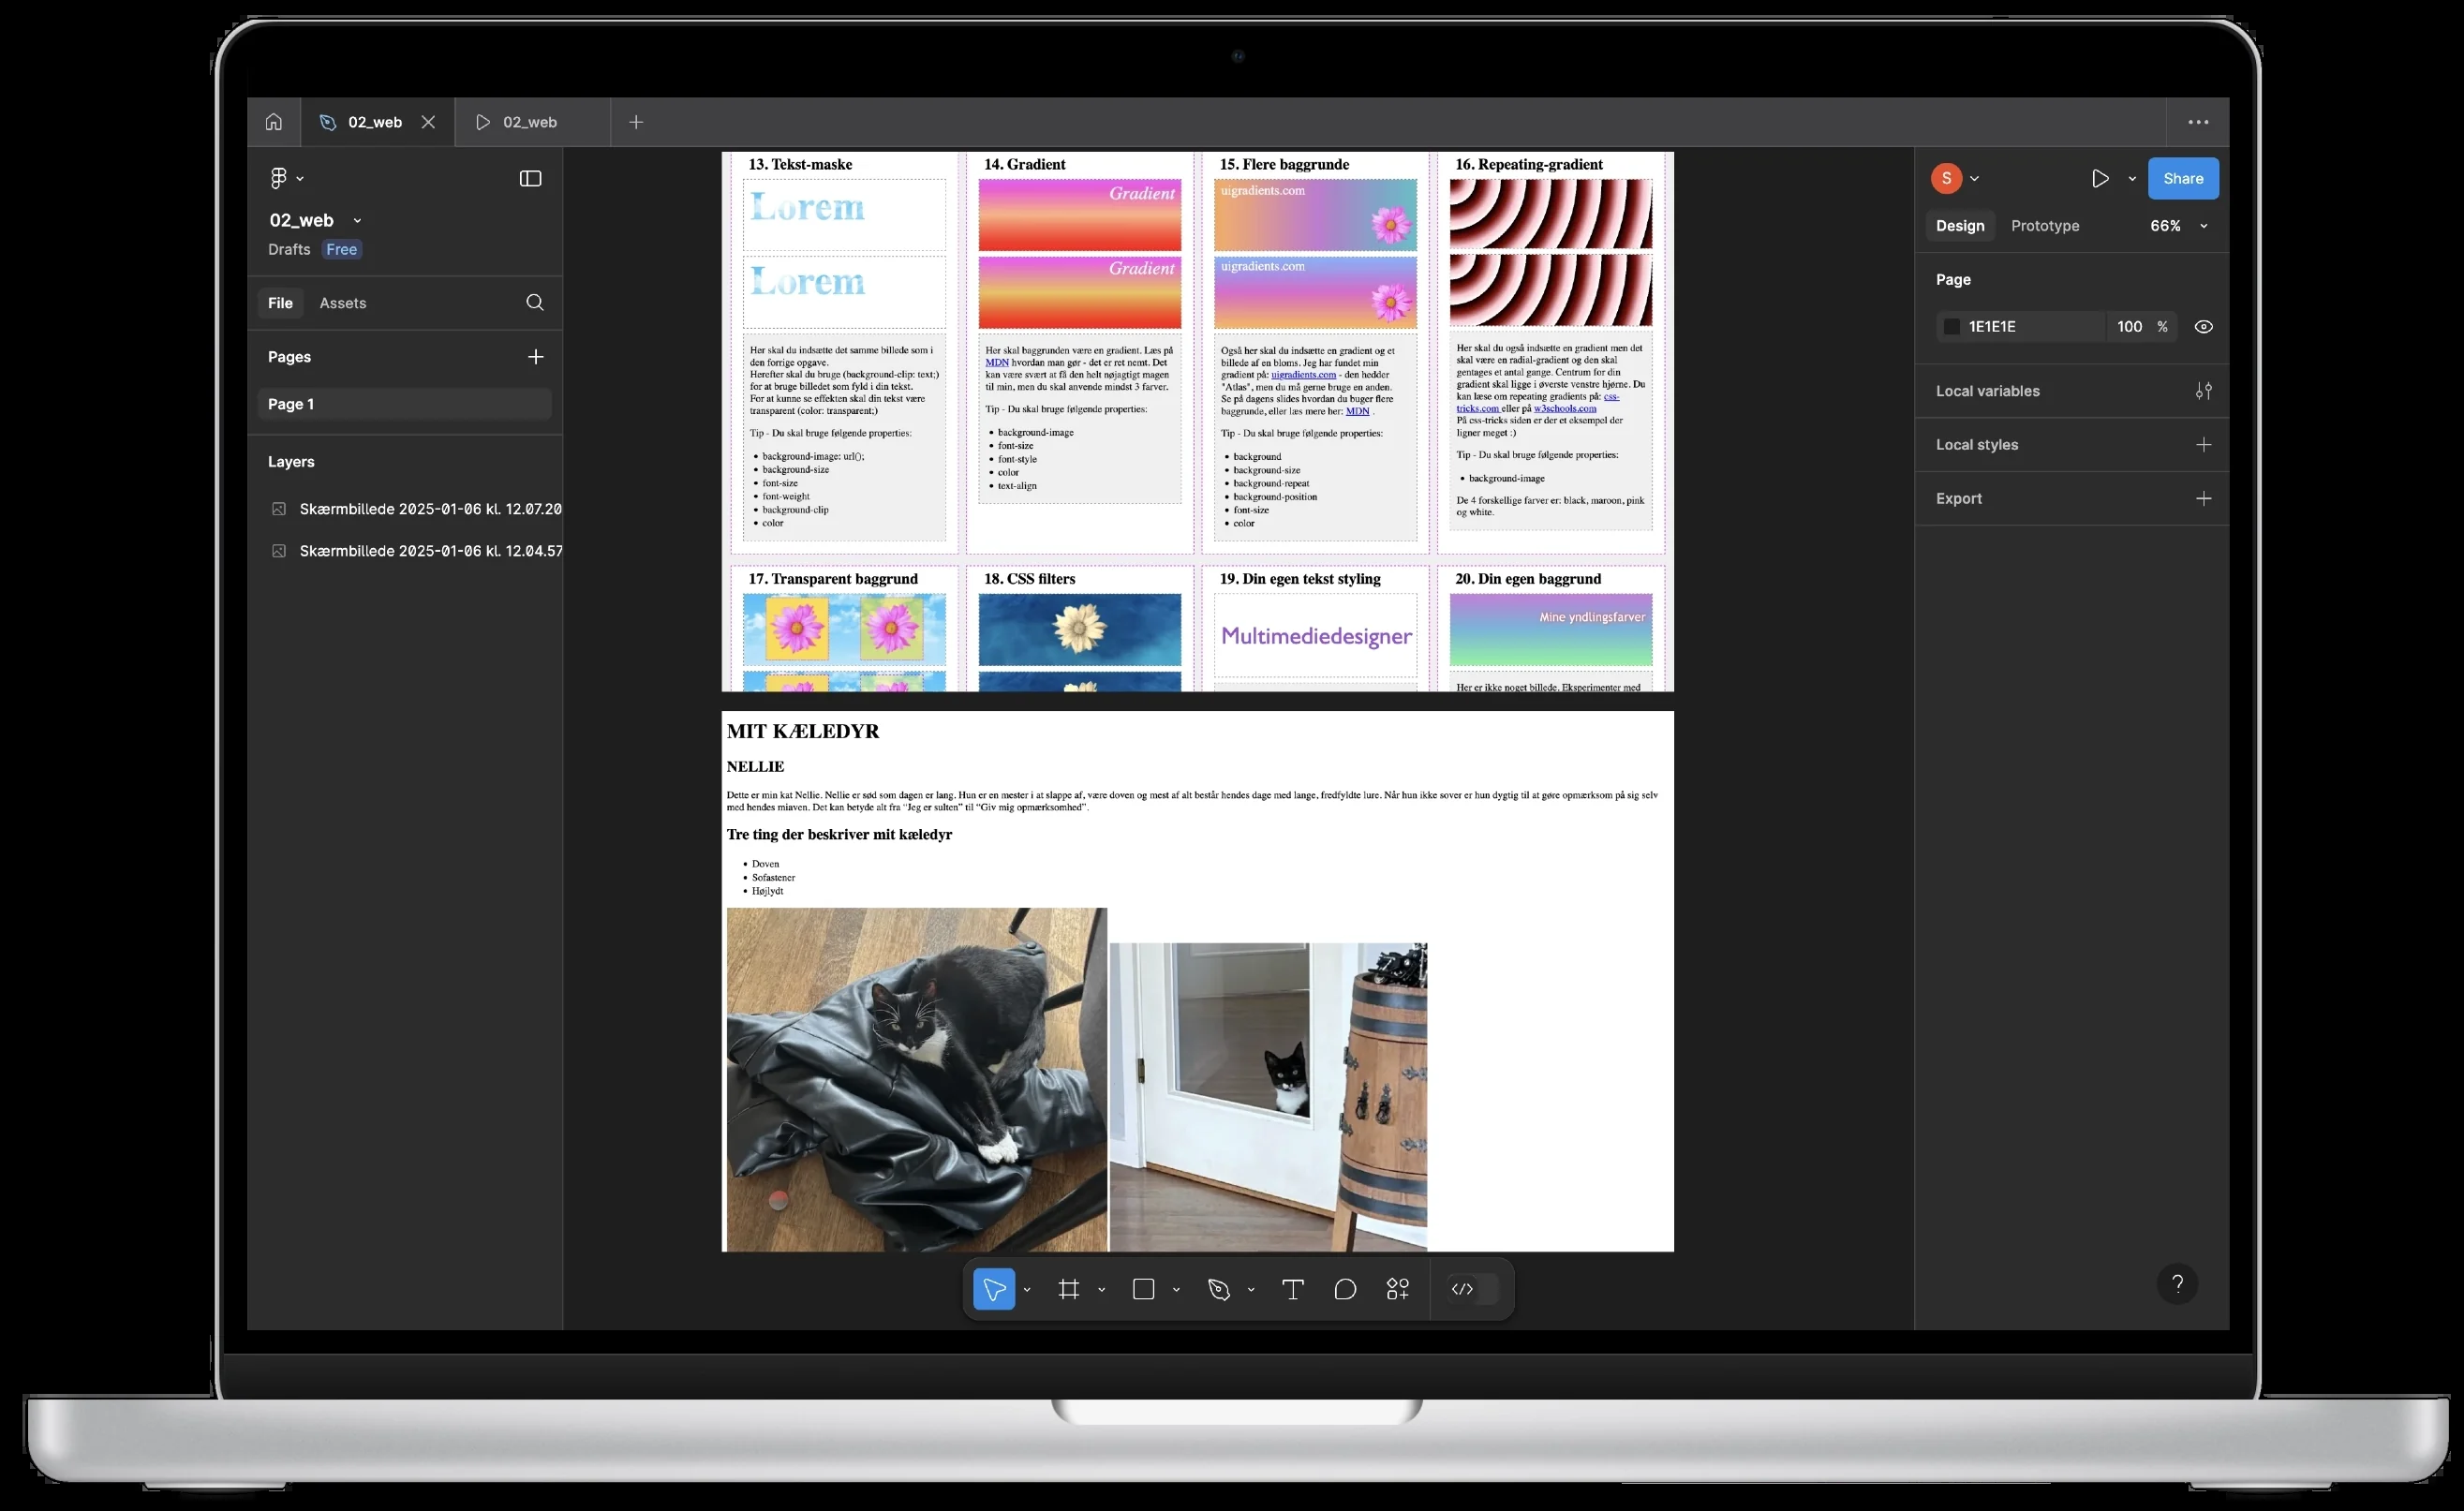 02_web
02_web
02_web
Drafts Free
File Assets
Pages
Page 1
Layers
Skærmbillede 2025-01-06 kl. 12.07.20
Skærmbillede 2025-01-06 kl. 12.04.57
13. Tekst-maske
Lorem
Lorem
Her skal du indsætte det samme billede som i
den forrige opgave.
Herefter skal du bruge (background-clip: text;)
for at bruge billedet som fyld i din tekst.
For at kunne se effekten skal din tekst være
transparent (color: transparent;)
Tip - Du skal bruge følgende properties:
• background-image: url();
• background-size
• font-size
• font-weight
• background-clip
• color
14. Gradient
Gradient
Gradient
Her skal baggrunden være en gradient. Læs på
MDN hvordan man gør - det er ret nemt. Det
kan være svært at få den helt nøjagtigt magen
til min, men du skal anvende mindst 3 farver.
Tip - Du skal bruge følgende properties:
• background-image
• font-size
• font-style
• color
• text-align
15. Flere baggrunde
uigradients.com
uigradients.com
Også her skal du indsætte en gradient og et
billede af en bloms. Jeg har fundet min
gradient på: uigradients.com - den hedder
"Atlas", men du må gerne bruge en anden.
Se på dagens slides hvordan du buger flere
baggrunde, eller læs mere her: MDN .
Tip - Du skal bruge følgende properties:
• background
• background-size
• background-repeat
• background-position
• font-size
• color
16. Repeating-gradient
Her skal du også indsætte en gradient men det
skal være en radial-gradient og den skal
gentages et antal gange. Centrum for din
gradient skal ligge i øverste venstre hjørne. Du
kan læse om repeating gradients på: css-
tricks.com eller på w3schools.com
På css-tricks siden er der et eksempel der
ligner meget :)
Tip - Du skal bruge følgende properties:
• background-image
De 4 forskellige farver er: black, maroon, pink
og white.
17. Transparent baggrund
18. CSS filters
19. Din egen tekst styling
Multimediedesigner
20. Din egen baggrund
Mine yndlingsfarver
Her er ikke noget billede. Eksperimenter med
MIT KÆLEDYR
NELLIE
Dette er min kat Nellie. Nellie er sød som dagen er lang. Hun er en mester i at slappe af, være doven og mest af alt består hendes dage med lange, fredfyldte lure. Når hun ikke sover er hun dygtig til at gøre opmærksom på sig selv
med hendes miaven. Det kan betyde alt fra “Jeg er sulten” til “Giv mig opmærksomhed”.
Tre ting der beskriver mit kæledyr
• Doven
• Sofastener
• Højlydt
S
Share
Design Prototype 66%
Page
1E1E1E 100 %
Local variables
Local styles
Export
?